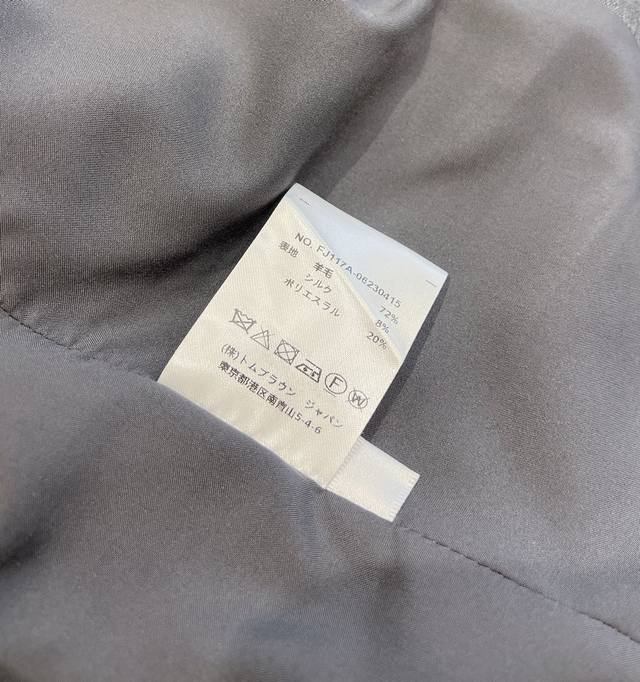 NO. FJ117A-06230415
表地 羊毛 72%
シルク 8%
ポリエスラル 20%
F W
(株)トムブラウン ジャパン
東京都港区南青山5-4-6